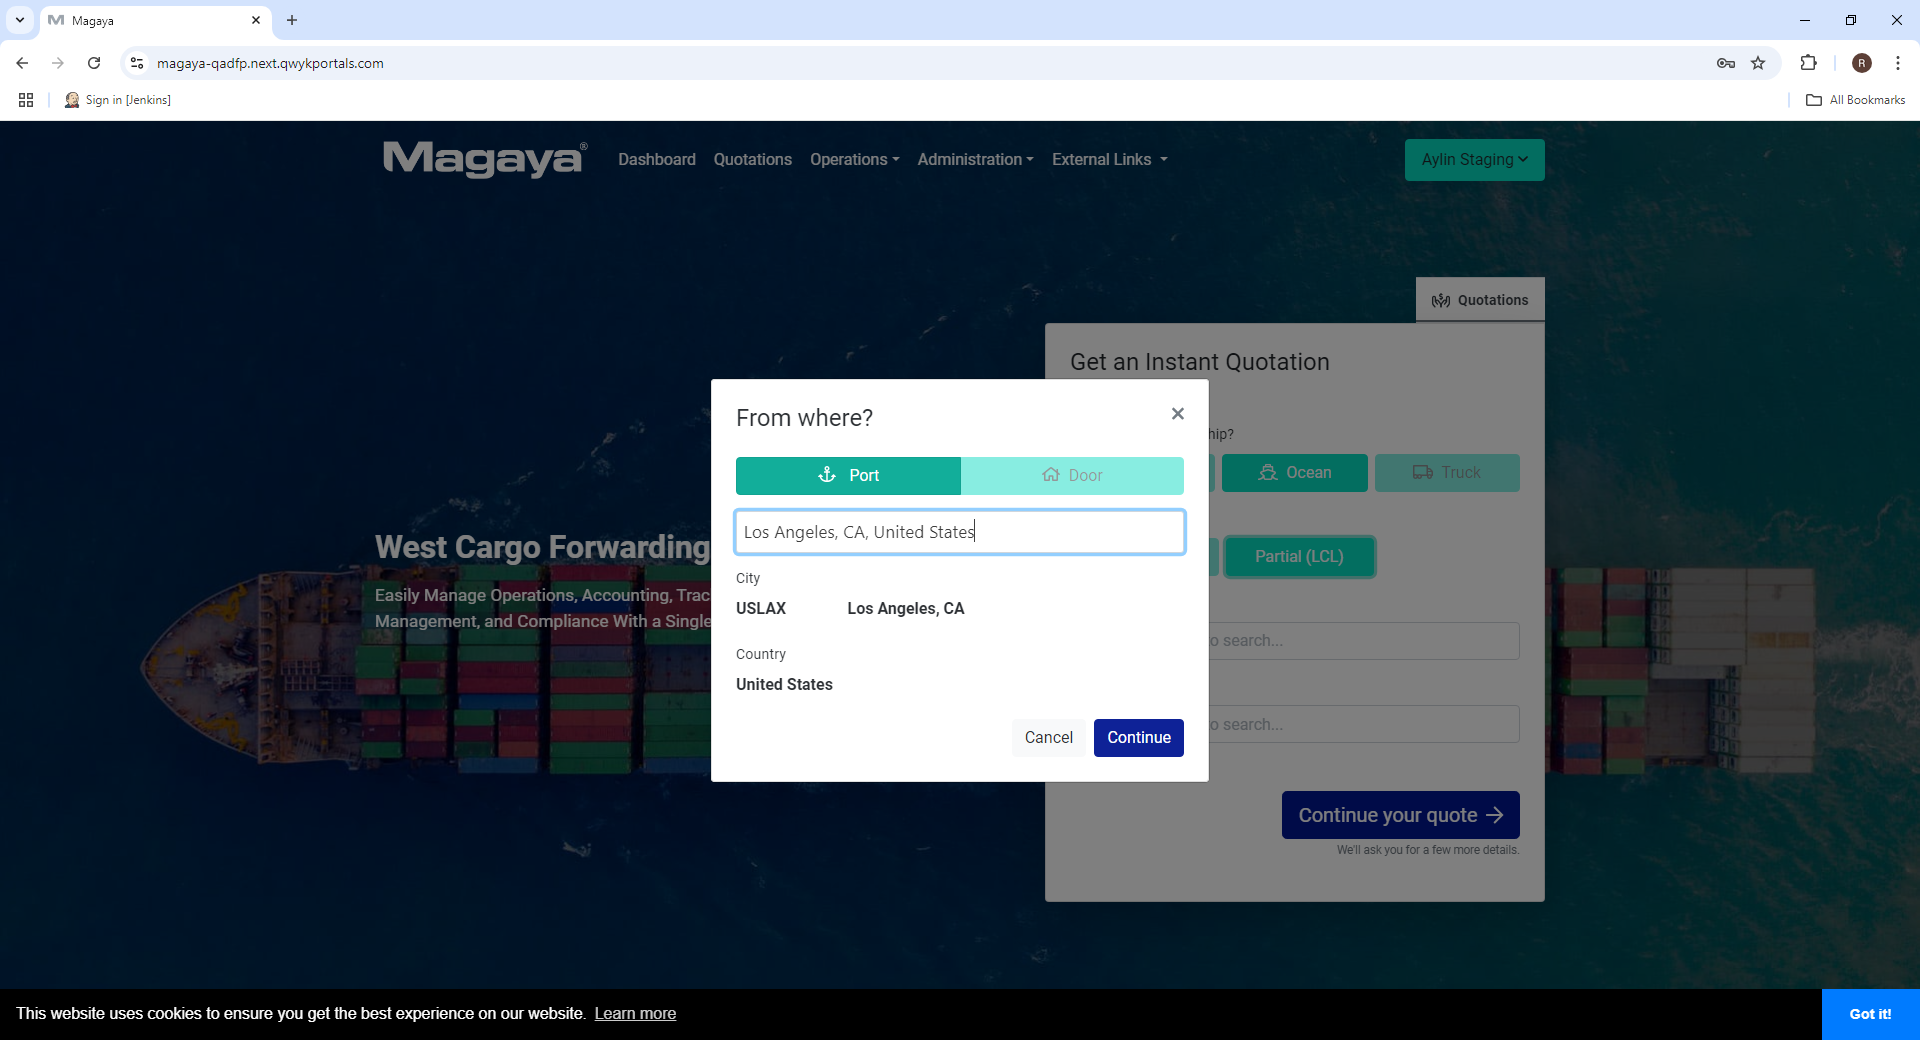 Magaya
magaya-qadfp.next.qwykportals.com
R
Sign in [Jenkins]
All Bookmarks
Magaya®
Dashboard
Quotations
Operations
Administration
External Links
Aylin Staging
Quotations
Get an Instant Quotation
hip?
Ocean
Truck
Partial (LCL)
o search...
o search...
Continue your quote
We'll ask you for a few more details.
West Cargo Forwarding
Easily Manage Operations, Accounting, Trac
Management, and Compliance With a Single
From where?
Port
Door
Los Angeles, CA, United States
City
USLAX Los Angeles, CA
Country
United States
Cancel
Continue
This website uses cookies to ensure you get the best experience on our website. Learn more
Got it!